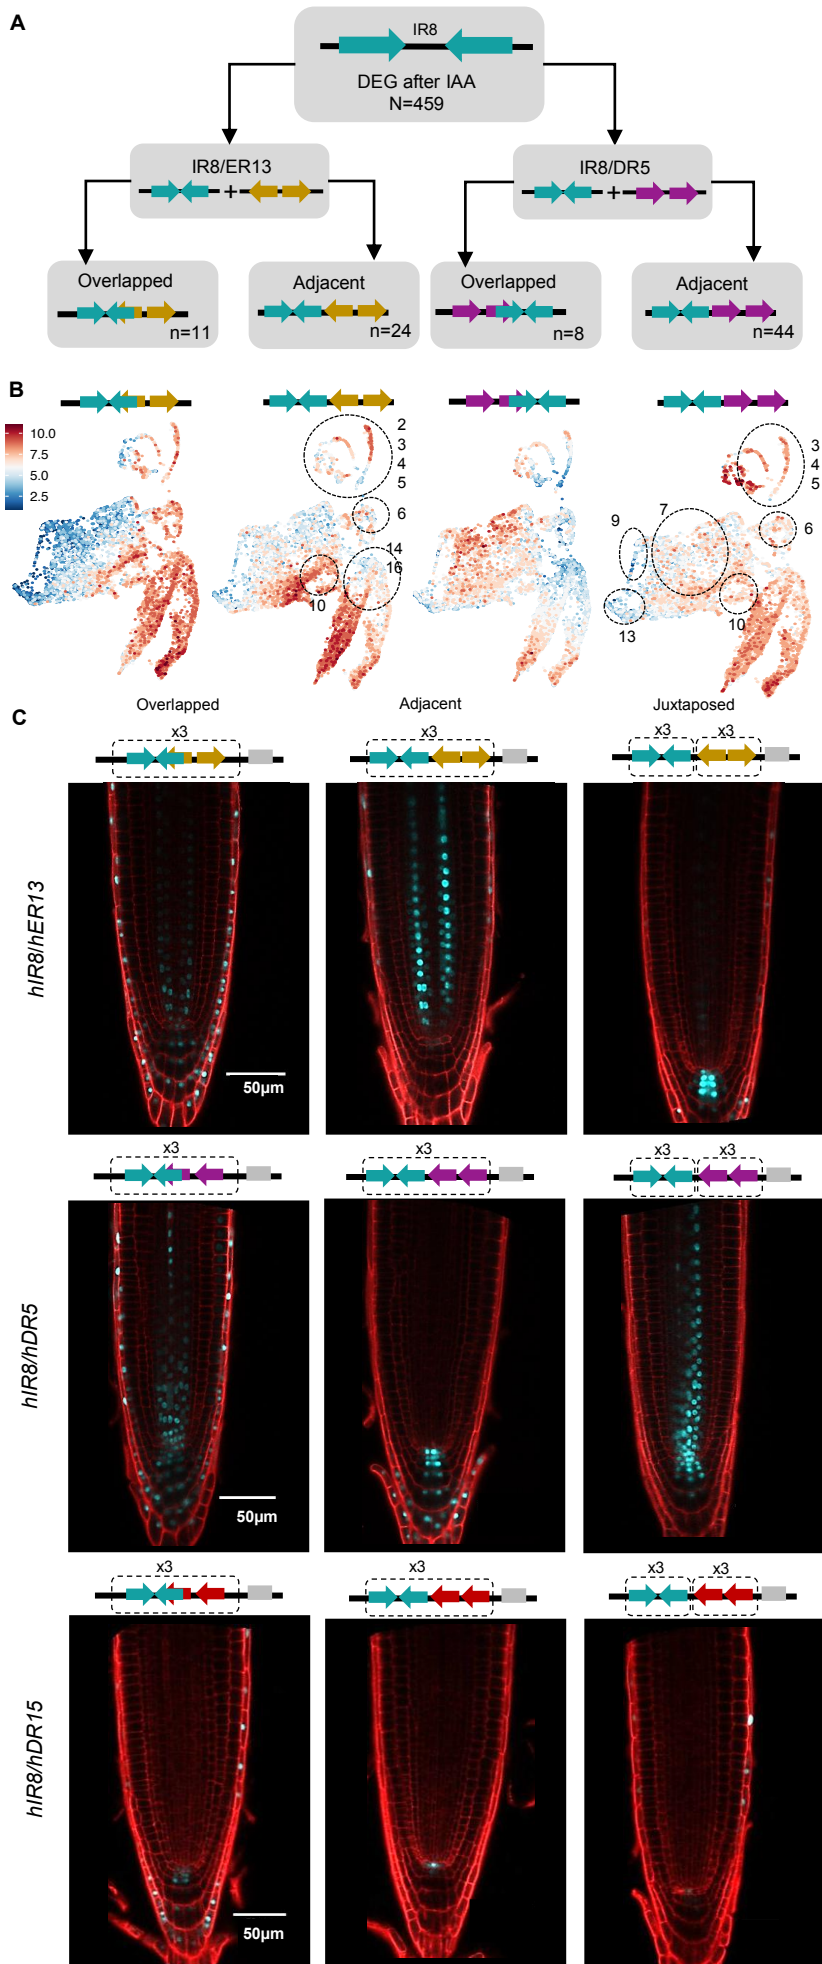 A
IR8
DEG after IAA
N=459
IR8/ER13
+
IR8/DR5
+
Overlapped
n=11
Adjacent
n=24
Overlapped
n=8
Adjacent
n=44
B
10.0
7.5
5.0
2.5
2
3
4
5
6
14
16
10
3
4
5
6
7
9
10
13
C
Overlapped
Adjacent
Juxtaposed
x3
x3
x3
x3
hIR8/hER13
50µm
x3
x3
x3
x3
hIR8/hDR5
50µm
x3
x3
x3
x3
hIR8/hDR15
50µm